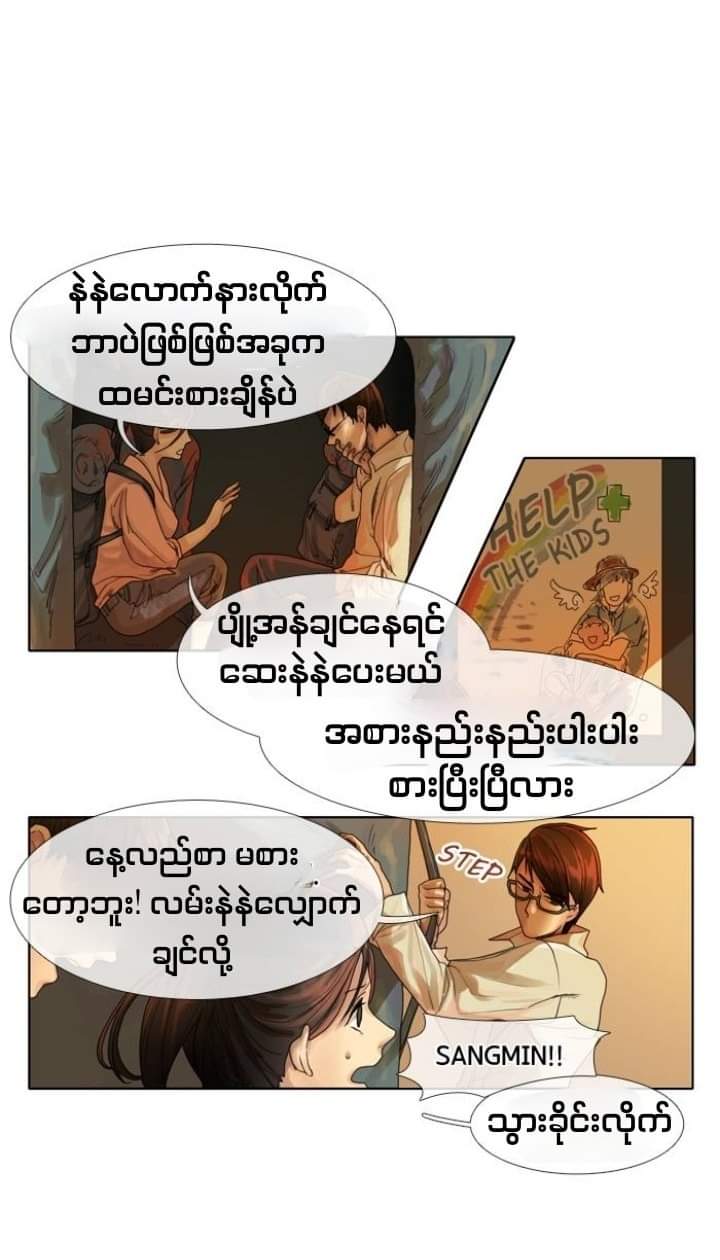 နဲနဲလောက်နားလိုက်
ဘာပဲဖြစ်ဖြစ်အခုက
ထမင်းစားချိန်ပဲ
HELP
THE KIDS
ပျို့အန်ချင်နေရင်
ဆေးနဲနဲပေးမယ်
အစားနည်းနည်းပါးပါး
စားပြီးပြီလား
နေ့လည်စာ မစား
တော့ဘူး! လမ်းနဲနဲလျှောက်
ချင်လို့
STEP
SANGMIN!!
သွားခိုင်းလိုက်